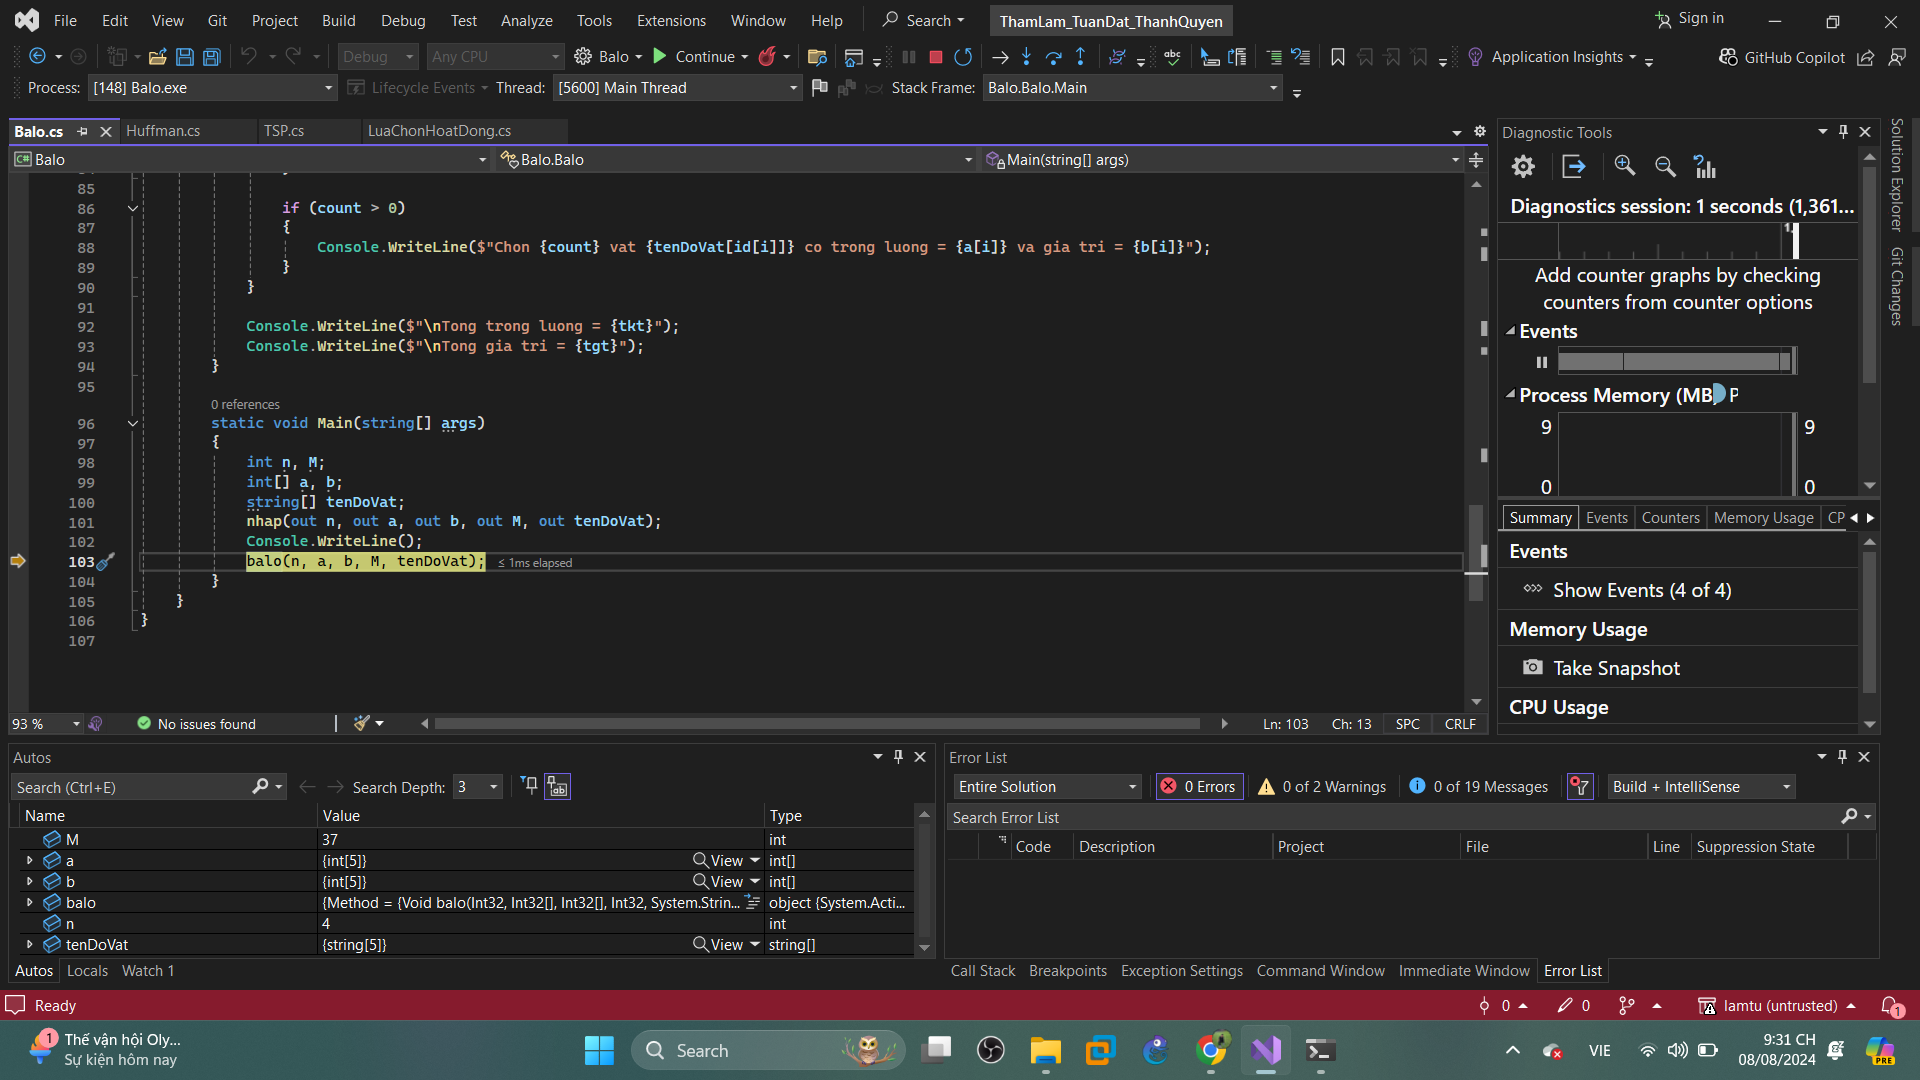 File Edit View Git Project Build Debug Test Analyze Tools Extensions Window Help Search ThamLam_TuanDat_ThanhQuyen Sign in
Debug Any CPU Balo Continue Application Insights GitHub Copilot
Process: [148] Balo.exe Lifecycle Events Thread: [5600] Main Thread Stack Frame: Balo.Balo.Main
Balo.cs Huffman.cs TSP.cs LuaChonHoatDong.cs
C# Balo Balo.Balo Main(string[] args)
85
86 if (count > 0)
87 {
88 Console.WriteLine($"Chon {count} vat {tenDoVat[id[i]]} co trong luong = {a[i]} va gia tri = {b[i]}");
89 }
90 }
91
92 Console.WriteLine($"\nTong trong luong = {tkt}");
93 Console.WriteLine($"\nTong gia tri = {tgt}");
94 }
95
0 references
96 static void Main(string[] args)
97 {
98 int n, M;
99 int[] a, b;
100 string[] tenDoVat;
101 nhap(out n, out a, out b, out M, out tenDoVat);
102 Console.WriteLine();
103 balo(n, a, b, M, tenDoVat); ≤ 1ms elapsed
104 }
105 }
106 }
107
93 % No issues found Ln: 103 Ch: 13 SPC CRLF
Diagnostic Tools
Diagnostics session: 1 seconds (1,361...
Add counter graphs by checking
counters from counter options
Events
Process Memory (MB) P
9 9
0 0
Summary Events Counters Memory Usage CP
Events
Show Events (4 of 4)
Memory Usage
Take Snapshot
CPU Usage
Solution Explorer
Git Changes
Autos
Search (Ctrl+E) Search Depth: 3
Name Value Type
M 37 int
a {int[5]} View int[]
b {int[5]} View int[]
balo {Method = {Void balo(Int32, Int32[], Int32[], Int32, System.Strin... object {System.Acti...
n 4 int
tenDoVat {string[5]} View string[]
Autos Locals Watch 1
Error List
Entire Solution 0 Errors 0 of 2 Warnings 0 of 19 Messages Build + IntelliSense
Search Error List
Code Description Project File Line Suppression State
Call Stack Breakpoints Exception Settings Command Window Immediate Window Error List
Ready 0 0 lamtu (untrusted) 1
1 Thế vận hội Oly...
Sự kiện hôm nay
Search
VIE
9:31 CH
08/08/2024
PRE